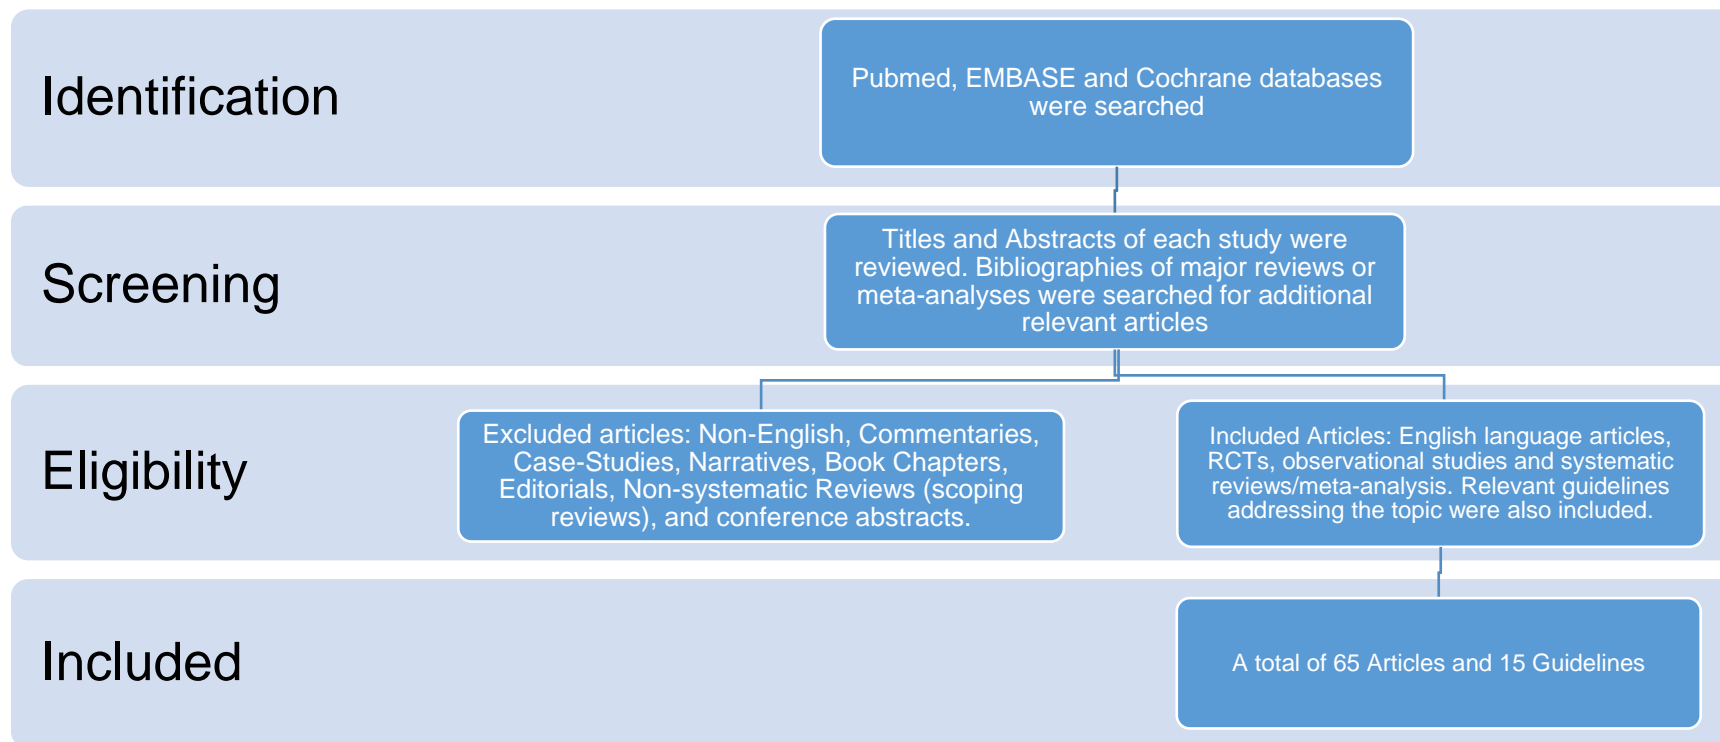 Identification
Pubmed, EMBASE and Cochrane databases
were searched
Screening
Titles and Abstracts of each study were
reviewed. Bibliographies of major reviews or
meta-analyses were searched for additional
relevant articles
Eligibility
Excluded articles: Non-English, Commentaries,
Case-Studies, Narratives, Book Chapters,
Editorials, Non-systematic Reviews (scoping
reviews), and conference abstracts.
Included Articles: English language articles,
RCTs, observational studies and systematic
reviews/meta-analysis. Relevant guidelines
addressing the topic were also included.
Included
A total of 65 Articles and 15 Guidelines